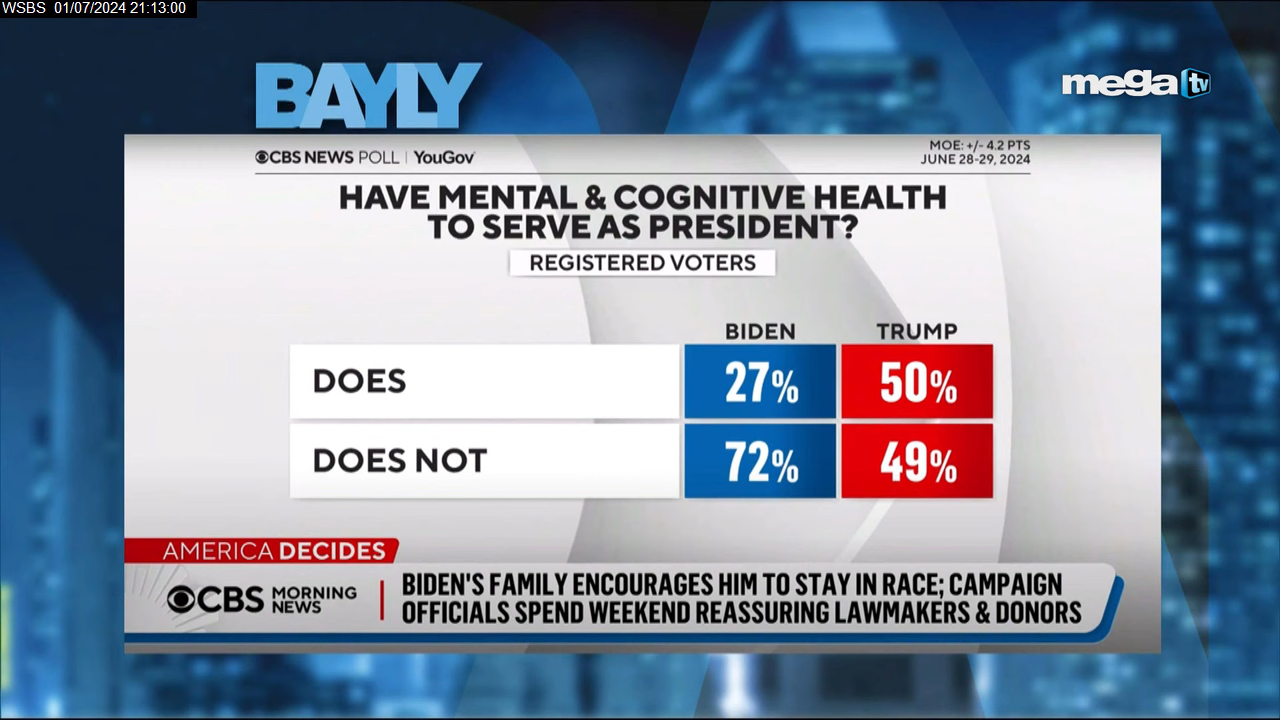 WSBS 01/07/2024 21:13:00
BAYLY
mega tv
CBS NEWS POLL | YouGov
MOE: +/- 4.2 PTS
JUNE 28-29, 2024
HAVE MENTAL & COGNITIVE HEALTH
TO SERVE AS PRESIDENT?
REGISTERED VOTERS
BIDEN TRUMP
DOES 27% 50%
DOES NOT 72% 49%
AMERICA DECIDES
CBS MORNING NEWS
BIDEN'S FAMILY ENCOURAGES HIM TO STAY IN RACE; CAMPAIGN
OFFICIALS SPEND WEEKEND REASSURING LAWMAKERS & DONORS